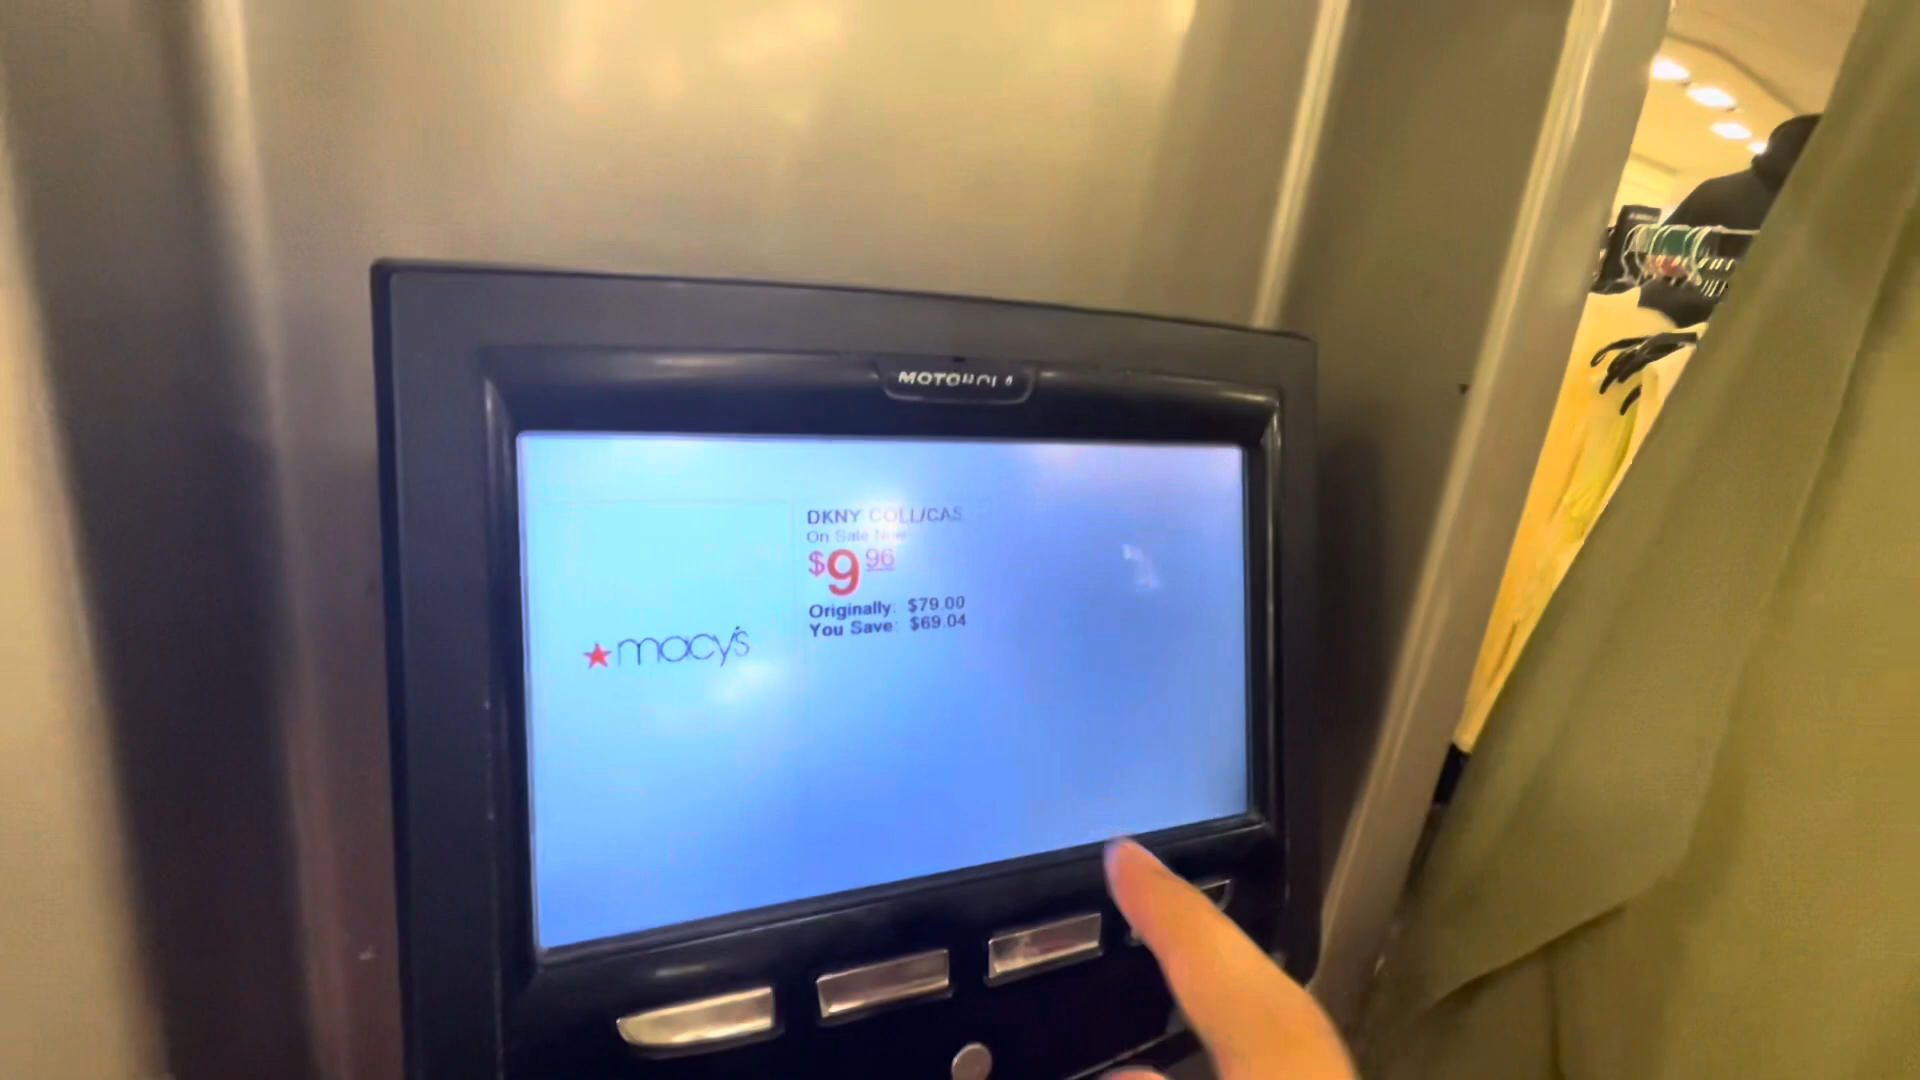 MOTOROLA
DKNY COLL/CAS
On Sale Now
$9.96
Originally: $79.00
You Save: $69.04
macy's